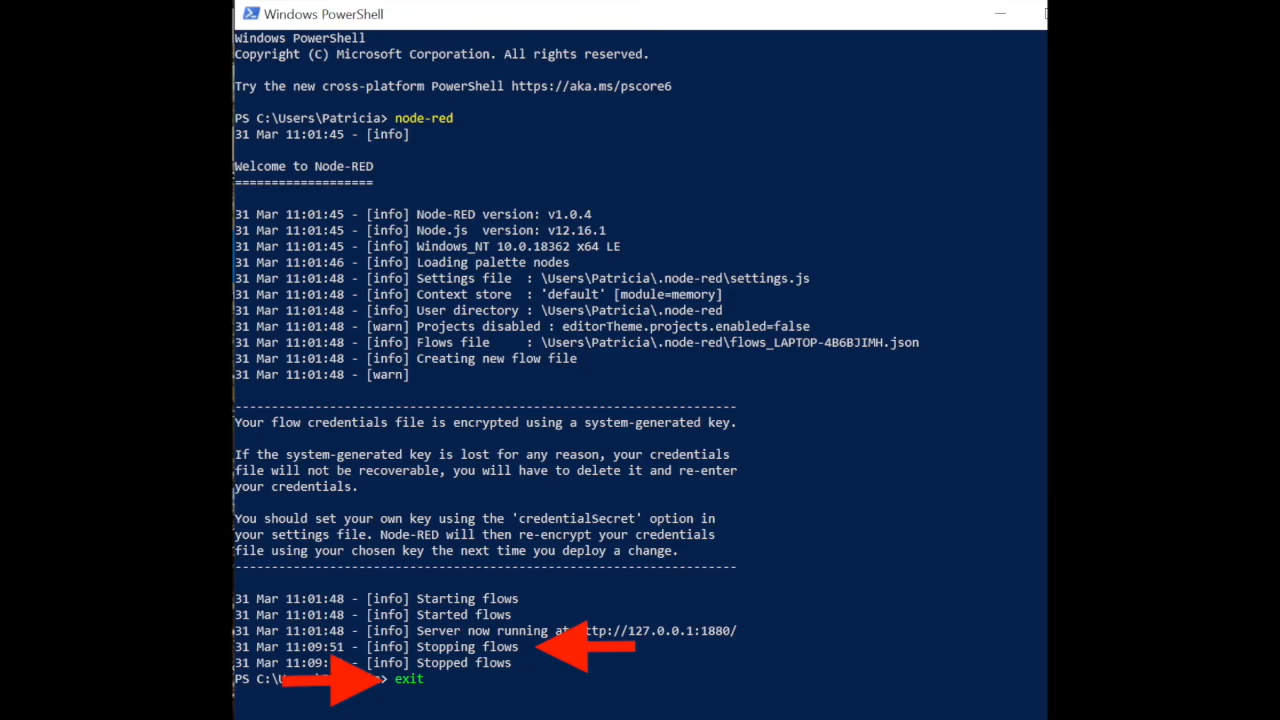 Windows PowerShell
Windows PowerShell
Copyright (C) Microsoft Corporation. All rights reserved.
Try the new cross-platform PowerShell https://aka.ms/pscore6
PS C:\Users\Patricia> node-red
31 Mar 11:01:45 - [info]
Welcome to Node-RED
===================
31 Mar 11:01:45 - [info] Node-RED version: v1.0.4
31 Mar 11:01:45 - [info] Node.js  version: v12.16.1
31 Mar 11:01:45 - [info] Windows_NT 10.0.18362 x64 LE
31 Mar 11:01:46 - [info] Loading palette nodes
31 Mar 11:01:48 - [info] Settings file  : \Users\Patricia\.node-red\settings.js
31 Mar 11:01:48 - [info] Context store  : 'default' [module=memory]
31 Mar 11:01:48 - [info] User directory : \Users\Patricia\.node-red
31 Mar 11:01:48 - [warn] Projects disabled : editorTheme.projects.enabled=false
31 Mar 11:01:48 - [info] Flows file     : \Users\Patricia\.node-red\flows_LAPTOP-4B6BJIMH.json
31 Mar 11:01:48 - [info] Creating new flow file
31 Mar 11:01:48 - [warn]
---------------------------------------------------------------------
Your flow credentials file is encrypted using a system-generated key.
If the system-generated key is lost for any reason, your credentials
file will not be recoverable, you will have to delete it and re-enter
your credentials.
You should set your own key using the 'credentialSecret' option in
your settings file. Node-RED will then re-encrypt your credentials
file using your chosen key the next time you deploy a change.
---------------------------------------------------------------------
31 Mar 11:01:48 - [info] Starting flows
31 Mar 11:01:48 - [info] Started flows
31 Mar 11:01:48 - [info] Server now running at ttp://127.0.0.1:1880/
31 Mar 11:09:51 - [info] Stopping flows
31 Mar 11:09: - [info] Stopped flows
PS C:\U > exit